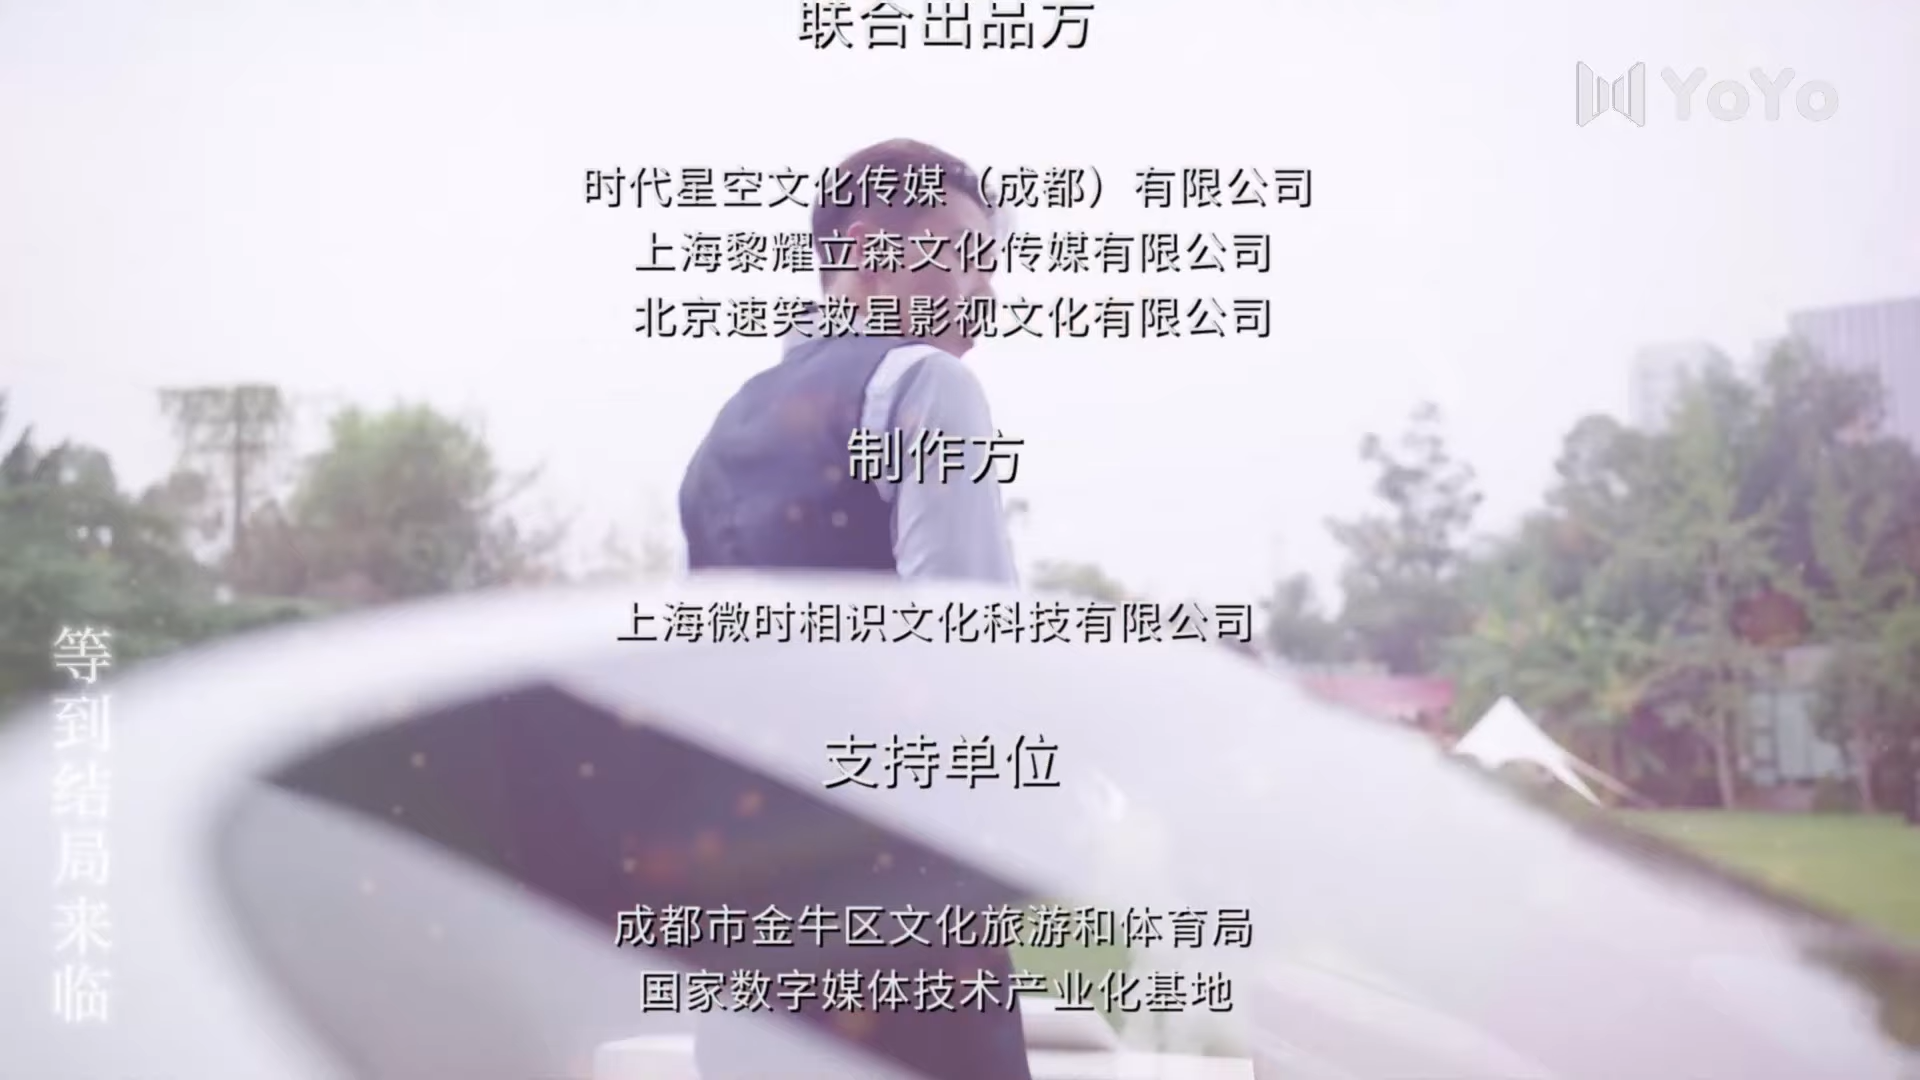 联合出品方
YoYo
时代星空文化传媒（成都）有限公司
上海黎耀立森文化传媒有限公司
北京速笑救星影视文化有限公司
制作方
上海微时相识文化科技有限公司
支持单位
成都市金牛区文化旅游和体育局
国家数字媒体技术产业化基地
等到结局来临